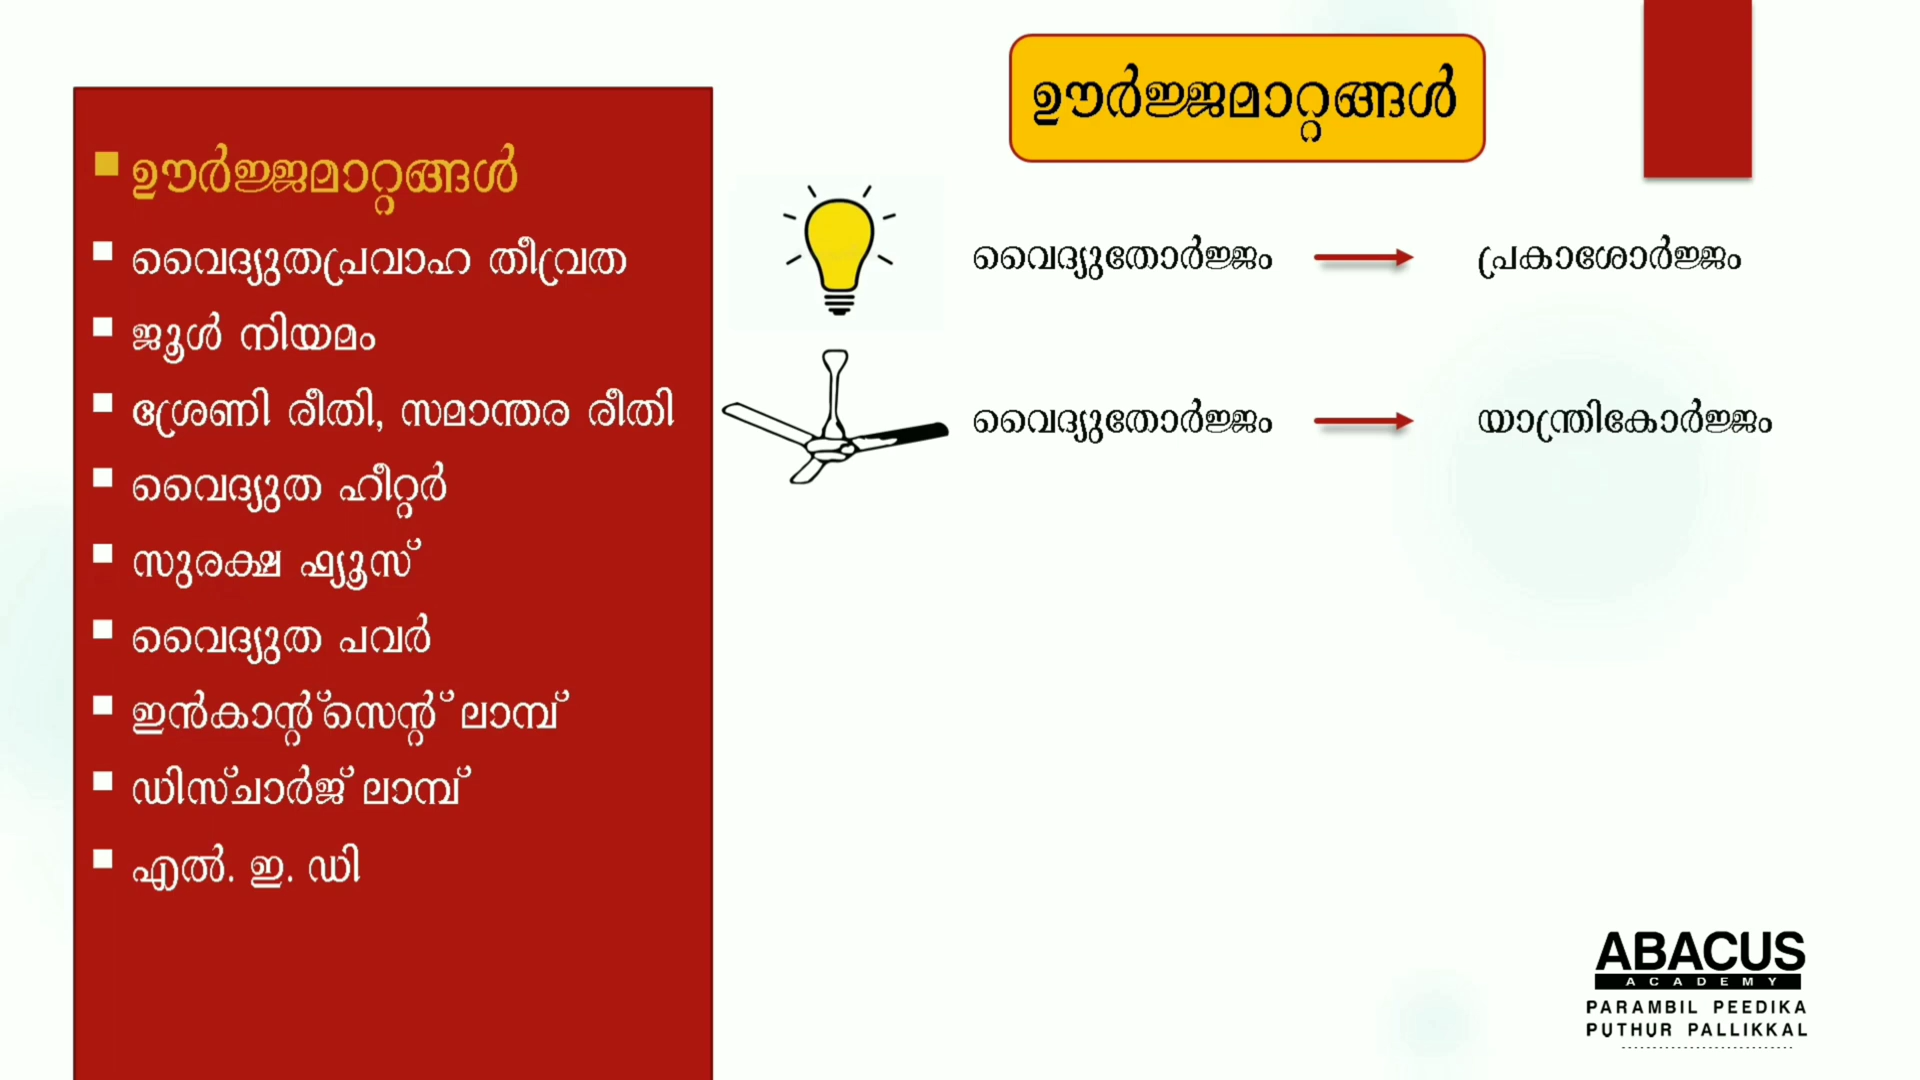 ഊർജ്ജമാറ്റങ്ങൾ
വൈദ്യുതപ്രവാഹ തീവ്രത
ജൂൾ നിയമം
ശ്രേണി രീതി, സമാന്തര രീതി
വൈദ്യുത ഹീറ്റർ
സുരക്ഷ ഫ്യൂസ്
വൈദ്യുത പവർ
ഇൻകാന്റ്സെന്റ് ലാമ്പ്
ഡിസ്ചാർജ് ലാമ്പ്
എൽ. ഇ. ഡി
ഊർജ്ജമാറ്റങ്ങൾ
വൈദ്യുതോർജ്ജം → പ്രകാശോർജ്ജം
വൈദ്യുതോർജ്ജം → യാന്ത്രികോർജ്ജം
ABACUS
ACADEMY
PARAMBIL PEEDIKA
PUTHUR PALLIKKAL